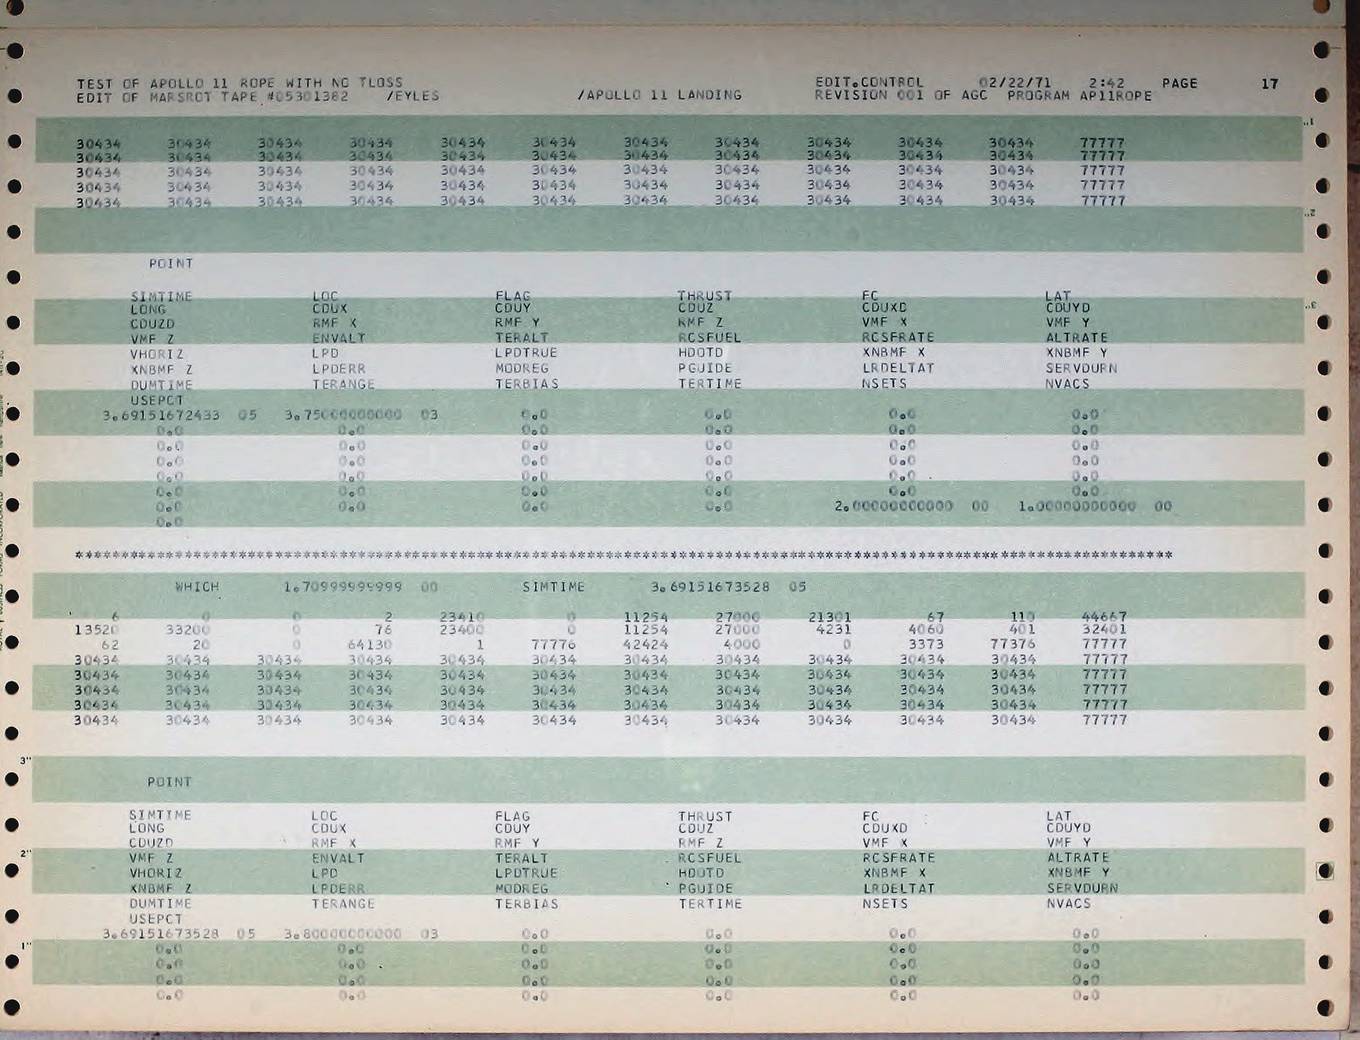 TEST OF APOLLO 11 ROPE WITH NO TLOSS EDIT.CONTROL 02/22/71 2:42 PAGE 17
EDIT OF MARSROT TAPE #05301382 /EYLES /APOLLO 11 LANDING REVISION 001 OF AGC PROGRAM AP11ROPE
30434 30434 30434 30434 30434 30434 30434 30434 30434 30434 30434 77777
30434 30434 30434 30434 30434 30434 30434 30434 30434 30434 30434 77777
30434 30434 30434 30434 30434 30434 30434 30434 30434 30434 30434 77777
30434 30434 30434 30434 30434 30434 30434 30434 30434 30434 30434 77777
30434 30434 30434 30434 30434 30434 30434 30434 30434 30434 30434 77777
POINT
SIMTIME LOC FLAG THRUST FC LAT
LONG CDUX CDUY CDUZ CDUXD CDUYD
CDUZD RMF X RMF Y RMF Z VMF X VMF Y
VMF Z ENVALT TERALT RCSFUEL RCSFRATE ALTRATE
VHORIZ LPD LPDTRUE HDOTD XNBMF X XNBMF Y
XNBMF Z LPDERR MODREG PGUIDE LRDELTAT SERVDURN
DUMTIME TERANGE TERBIAS TERTIME NSETS NVACS
USEPCT
3.69151672433 05 3.75000000000 03 0.0 0.0 0.0 0.0
0.0 0.0 0.0 0.0 0.0 0.0
0.0 0.0 0.0 0.0 0.0 0.0
0.0 0.0 0.0 0.0 0.0 0.0
0.0 0.0 0.0 0.0 0.0 0.0
0.0 0.0 0.0 0.0 0.0 0.0
0.0 0.0 0.0 0.0 2.00000000000 00 1.00000000000 00
0.0
************************************************************************************************************************
WHICH 1.70999999999 00 SIMTIME 3.69151673528 05
6 0 0 2 23410 0 11254 27000 21301 67 110 44667
13520 33200 0 76 23400 0 11254 27000 4231 4060 401 32401
62 20 0 64130 1 77776 42424 4000 0 3373 77376 77777
30434 30434 30434 30434 30434 30434 30434 30434 30434 30434 30434 77777
30434 30434 30434 30434 30434 30434 30434 30434 30434 30434 30434 77777
30434 30434 30434 30434 30434 30434 30434 30434 30434 30434 30434 77777
30434 30434 30434 30434 30434 30434 30434 30434 30434 30434 30434 77777
30434 30434 30434 30434 30434 30434 30434 30434 30434 30434 30434 77777
POINT
SIMTIME LOC FLAG THRUST FC LAT
LONG CDUX CDUY CDUZ CDUXD CDUYD
CDUZD RMF X RMF Y RMF Z VMF X VMF Y
VMF Z ENVALT TERALT RCSFUEL RCSFRATE ALTRATE
VHORIZ LPD LPDTRUE HDOTD XNBMF X XNBMF Y
XNBMF Z LPDERR MODREG PGUIDE LRDELTAT SERVDURN
DUMTIME TERANGE TERBIAS TERTIME NSETS NVACS
USEPCT
3.69151673528 05 3.80000000000 03 0.0 0.0 0.0 0.0
0.0 0.0 0.0 0.0 0.0 0.0
0.0 0.0 0.0 0.0 0.0 0.0
0.0 0.0 0.0 0.0 0.0 0.0
0.0 0.0 0.0 0.0 0.0 0.0
3"
2"
1"
1"
2"
3"